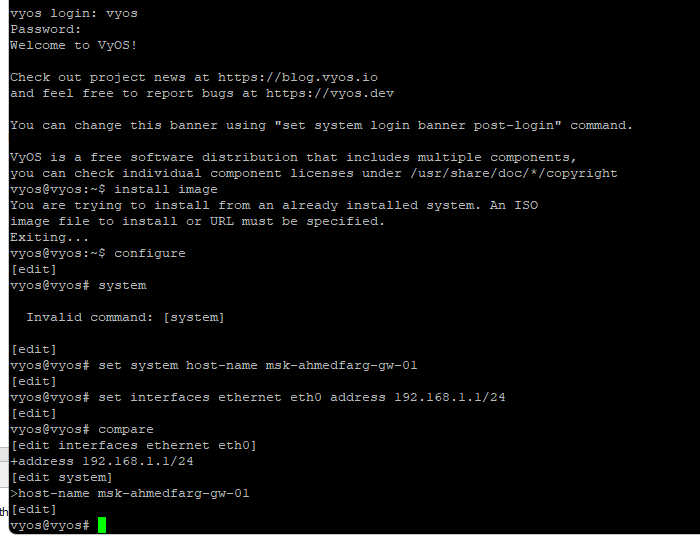 vyos login: vyos
Password:
Welcome to VyOS!
Check out project news at https://blog.vyos.io
and feel free to report bugs at https://vyos.dev
You can change this banner using "set system login banner post-login" command.
VyOS is a free software distribution that includes multiple components,
you can check individual component licenses under /usr/share/doc/*/copyright
vyos@vyos:~$ install image
You are trying to install from an already installed system. An ISO
image file to install or URL must be specified.
Exiting...
vyos@vyos:~$ configure
[edit]
vyos@vyos# system
Invalid command: [system]
[edit]
vyos@vyos# set system host-name msk-ahmedfarg-gw-01
[edit]
vyos@vyos# set interfaces ethernet eth0 address 192.168.1.1/24
[edit]
vyos@vyos# compare
[edit interfaces ethernet eth0]
+address 192.168.1.1/24
[edit system]
>host-name msk-ahmedfarg-gw-01
[edit]
th
vyos@vyos#